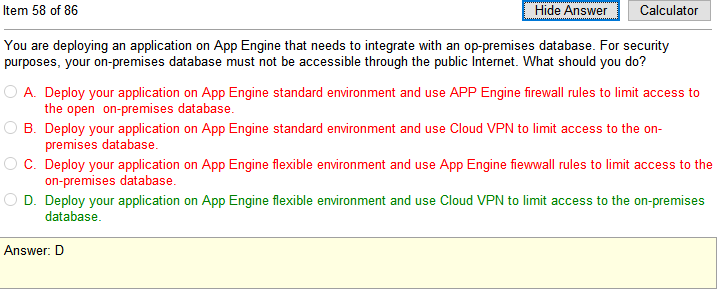 Item 58 of 86
Hide Answer
Calculator
You are deploying an application on App Engine that needs to integrate with an op-premises database. For security
purposes, your on-premises database must not be accessible through the public Internet. What should you do?
A. Deploy your application on App Engine standard environment and use APP Engine firewall rules to limit access to
the open on-premises database.
B. Deploy your application on App Engine standard environment and use Cloud VPN to limit access to the on-
premises database.
C. Deploy your application on App Engine flexible environment and use App Engine fiewwall rules to limit access to the
on-premises database.
D. Deploy your application on App Engine flexible environment and use Cloud VPN to limit access to the on-premises
database.
Answer: D